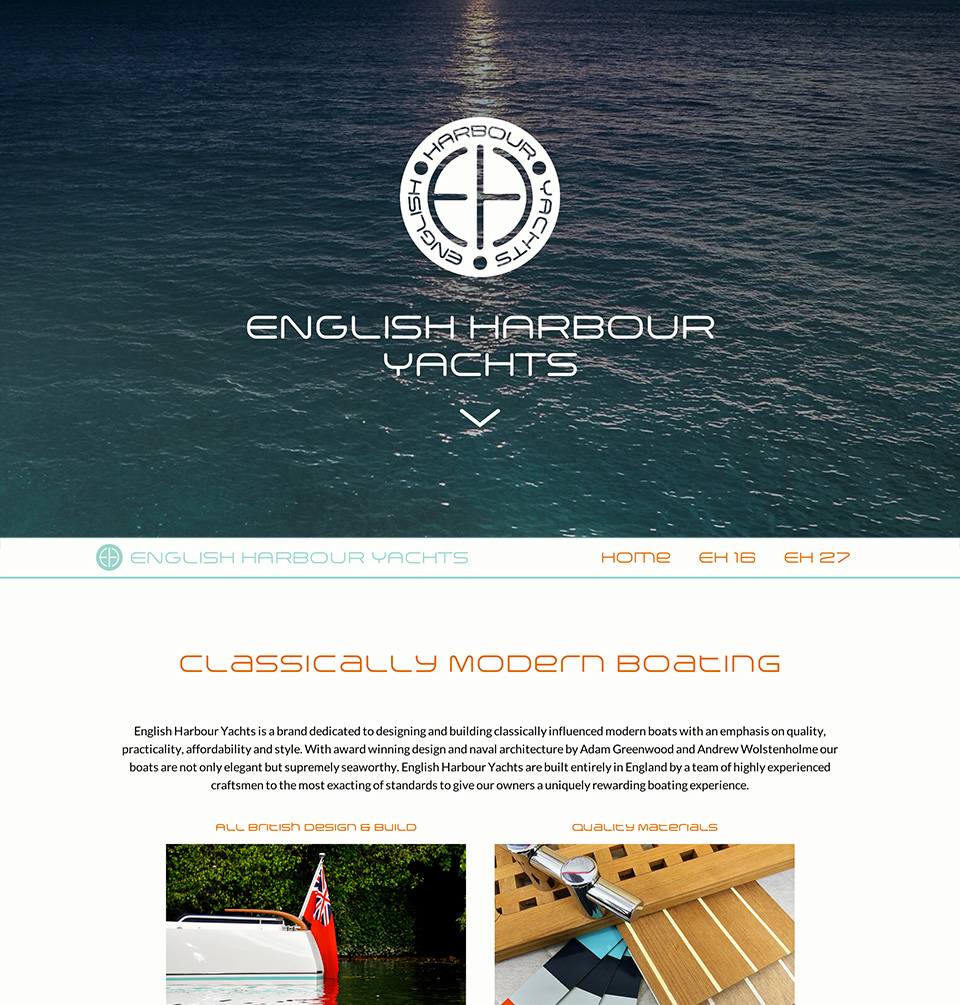 ENGLISH HARBOUR YACHTS
EH
ENGLISH HARBOUR
YACHTS
EH ENGLISH HARBOUR YACHTS HOME EH 16 EH 27
CLASSICALLY MODERN BOATING
English Harbour Yachts is a brand dedicated to designing and building classically influenced modern boats with an emphasis on quality,
practicality, affordability and style. With award winning design and naval architecture by Adam Greenwood and Andrew Wolstenholme our
boats are not only elegant but supremely seaworthy. English Harbour Yachts are built entirely in England by a team of highly experienced
craftsmen to the most exacting of standards to give our owners a uniquely rewarding boating experience.
ALL BRITISH DESIGN & BUILD
QUALITY MATERIALS